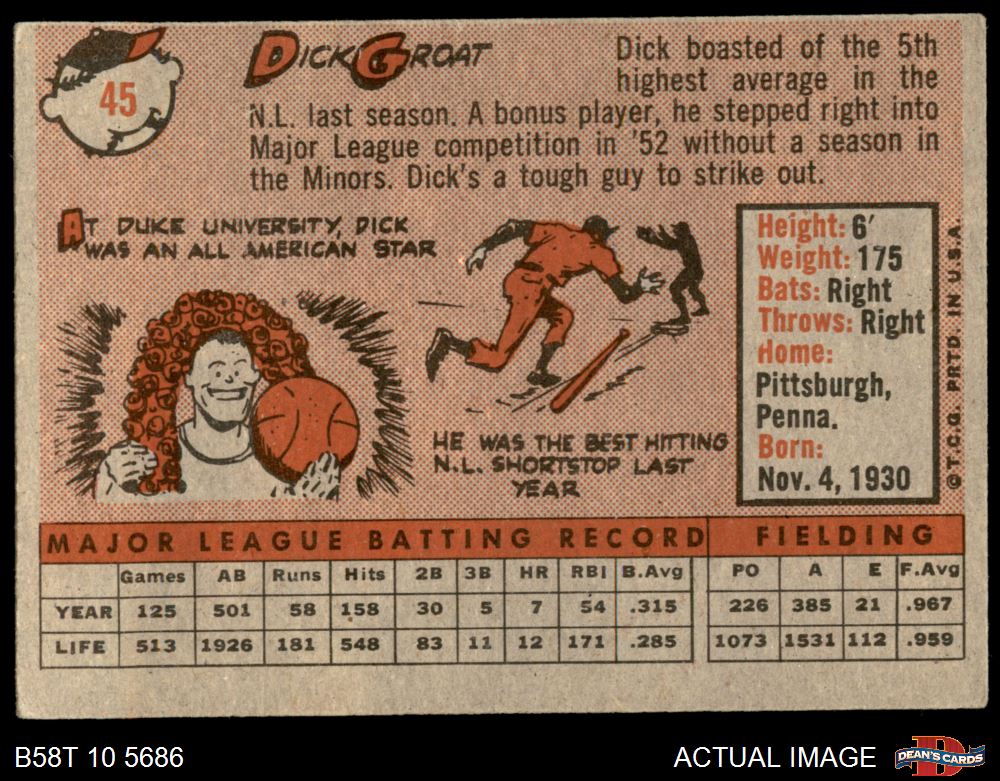 45
DICK GROAT
Dick boasted of the 5th
highest average in the
N.L. last season. A bonus player, he stepped right into
Major League competition in '52 without a season in
the Minors. Dick's a tough guy to strike out.
AT DUKE UNIVERSITY, DICK
WAS AN ALL AMERICAN STAR
HE WAS THE BEST HITTING
N.L. SHORTSTOP LAST
YEAR
Height: 6'
Weight: 175
Bats: Right
Throws: Right
Home:
Pittsburgh,
Penna.
Born:
Nov. 4, 1930
© T.C.G. PRTD. IN U.S.A.
MAJOR LEAGUE BATTING RECORD FIELDING
Games AB Runs Hits 2B 3B HR RBI B.Avg PO A E F.Avg
YEAR 125 501 58 158 30 5 7 54 .315 226 385 21 .967
LIFE 513 1926 181 548 83 11 12 171 .285 1073 1531 112 .959
B58T 10 5686 ACTUAL IMAGE D DEAN'S CARDS